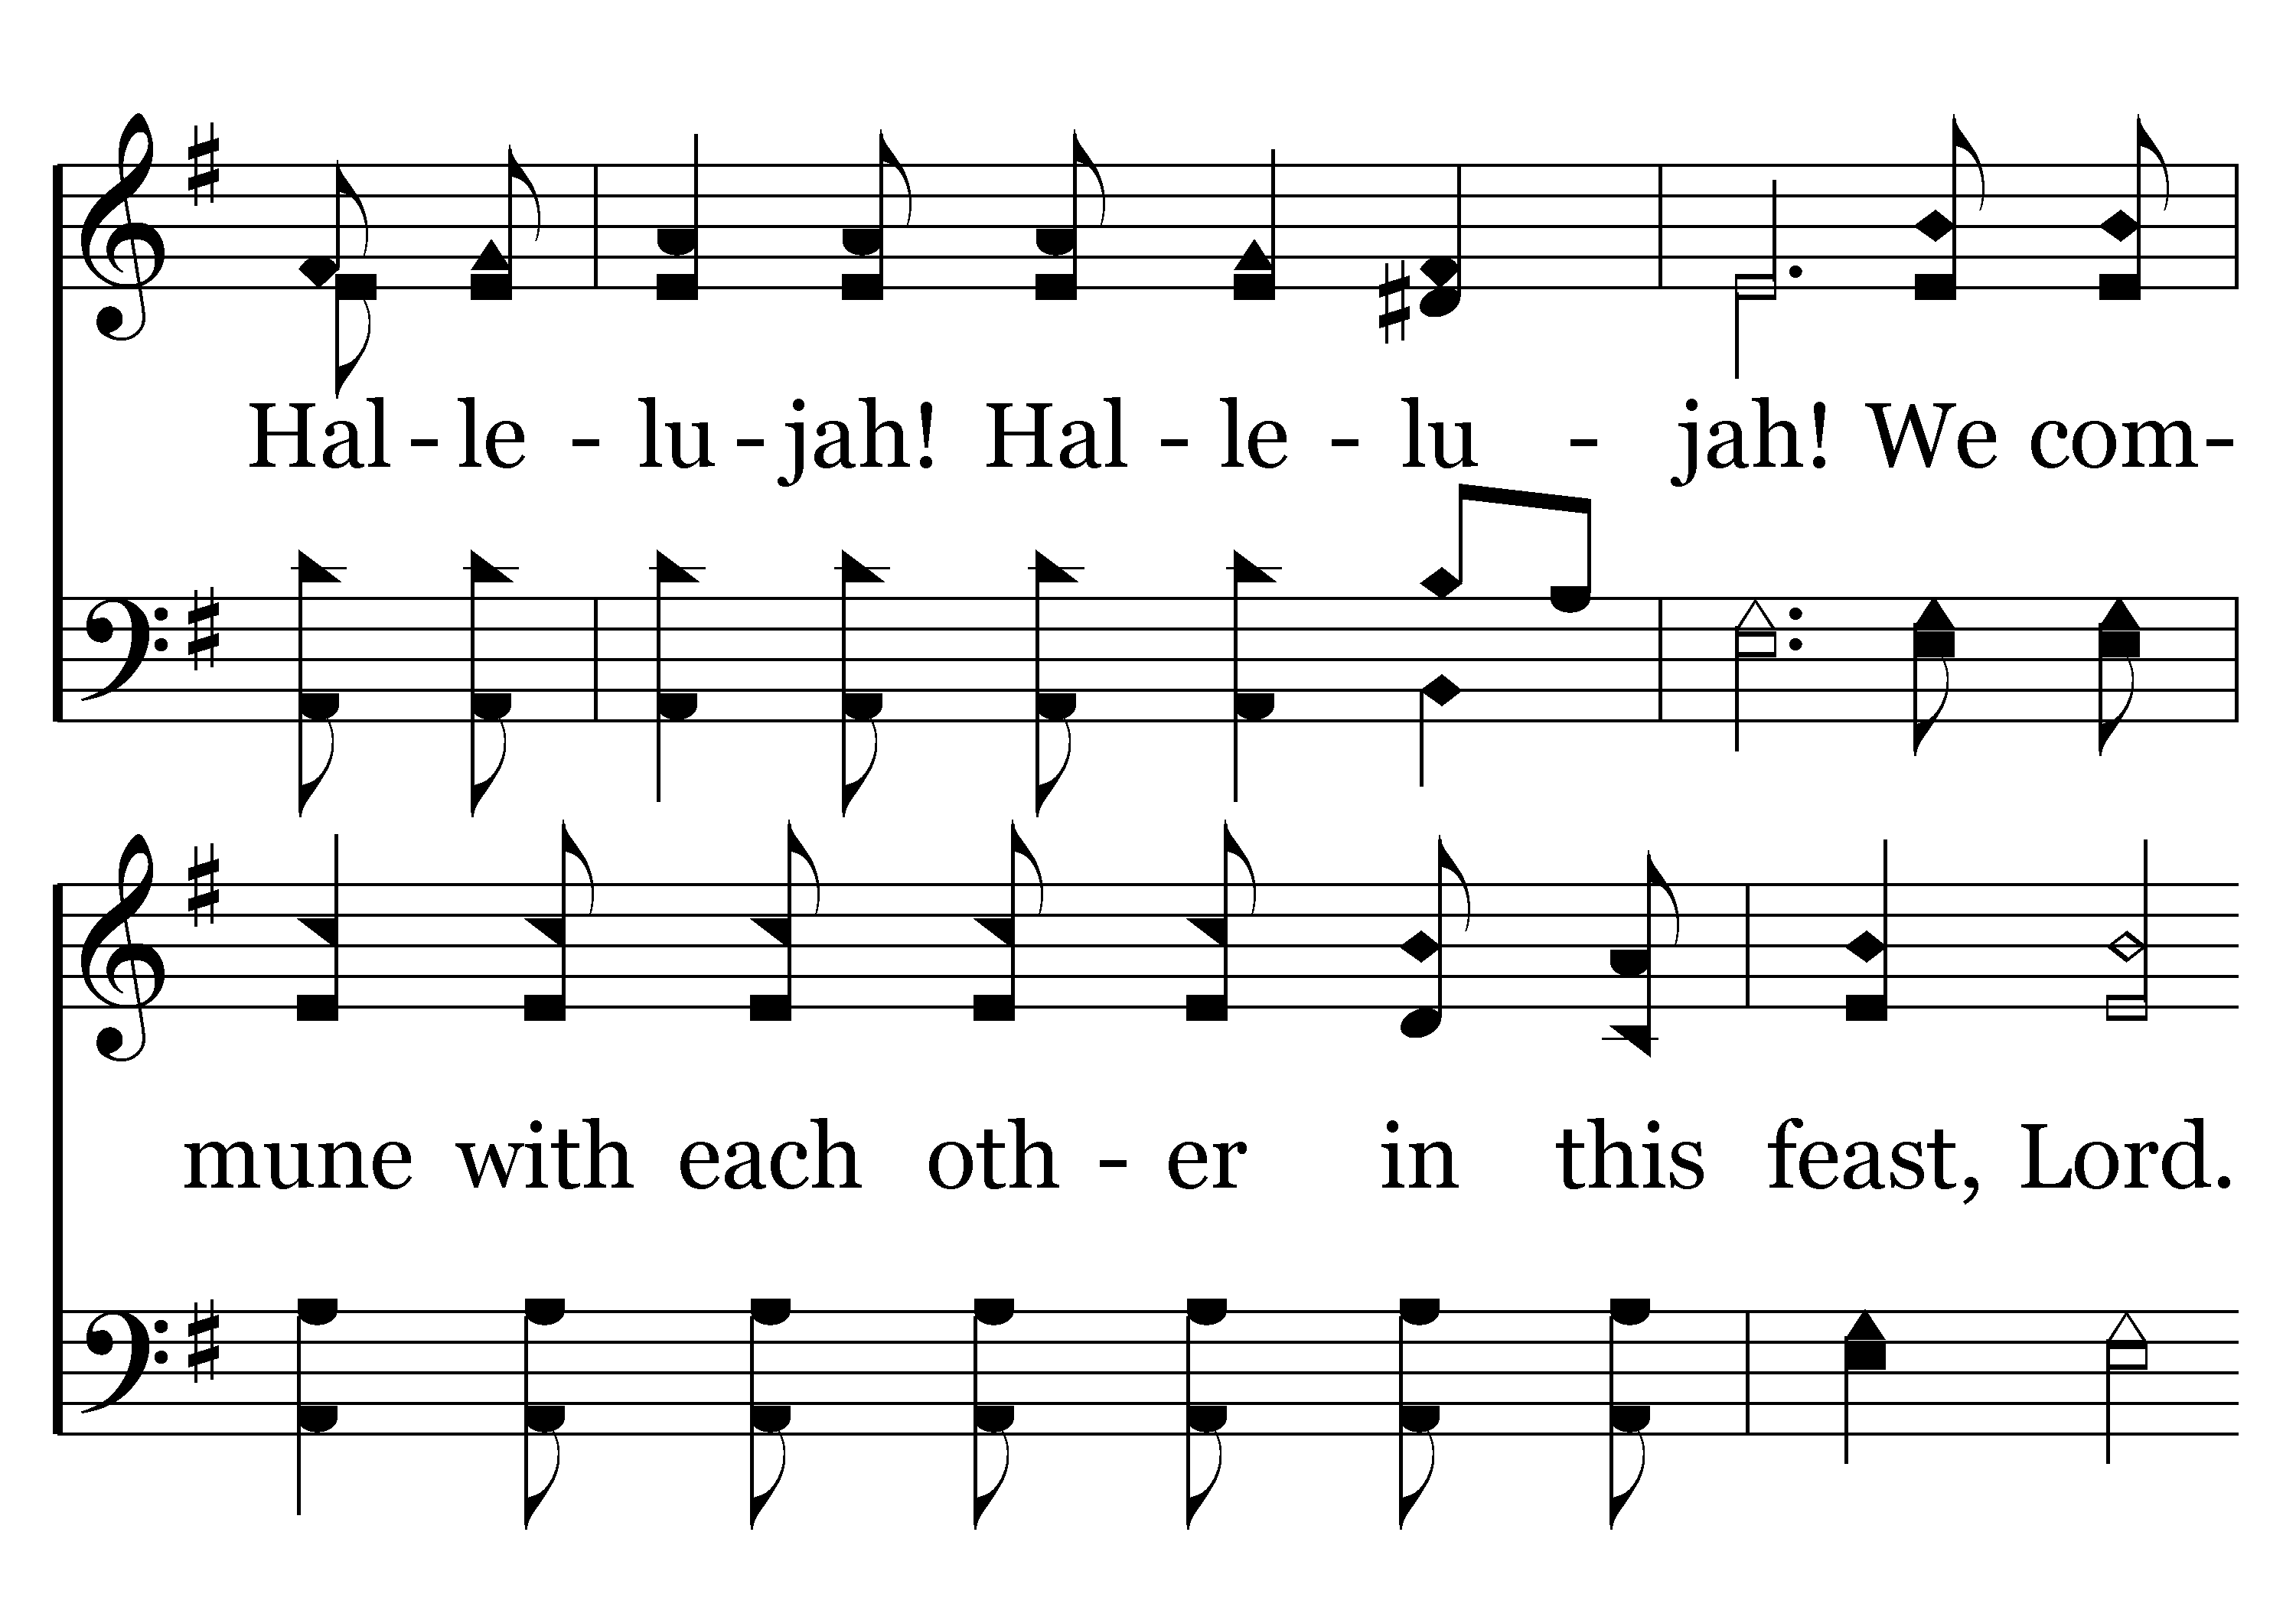 Hal - le - lu - jah! Hal - le - lu - jah! We com-
mune with each oth - er in this feast, Lord.